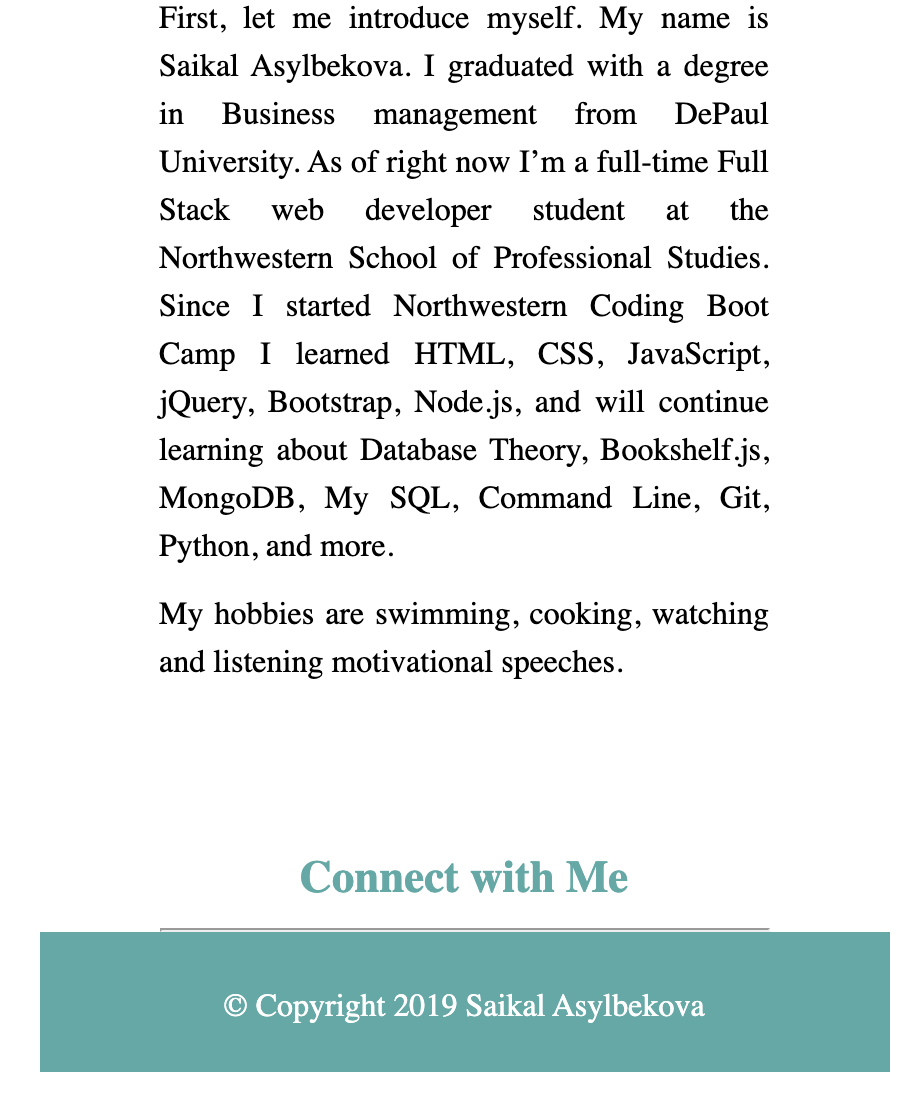 First, let me introduce myself. My name is
Saikal Asylbekova. I graduated with a degree
in Business management from DePaul
University. As of right now I’m a full-time Full
Stack web developer student at the
Northwestern School of Professional Studies.
Since I started Northwestern Coding Boot
Camp I learned HTML, CSS, JavaScript,
jQuery, Bootstrap, Node.js, and will continue
learning about Database Theory, Bookshelf.js,
MongoDB, My SQL, Command Line, Git,
Python, and more.
My hobbies are swimming, cooking, watching
and listening motivational speeches.
Connect with Me
© Copyright 2019 Saikal Asylbekova